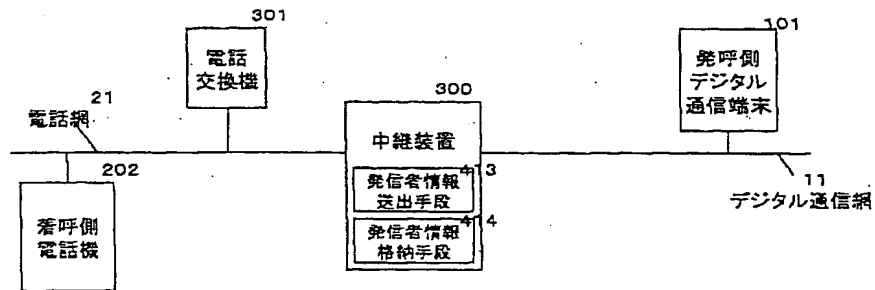 301
電話
交換機
101
発呼側
デジタル
通信端末
21
電話網
300
中継装置
413
発信者情報
送出手段
414
発信者情報
格納手段
11
デジタル通信網
202
着呼側
電話機